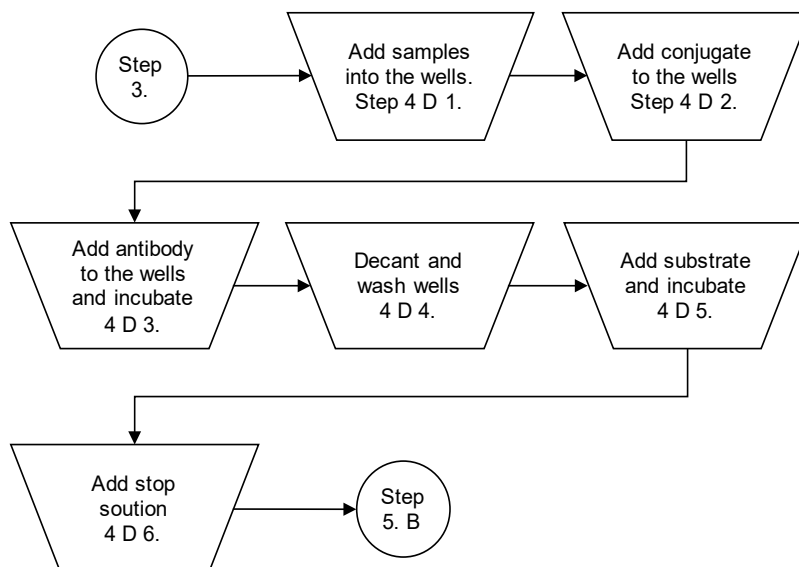 Step
3.
Add samples
into the wells.
Step 4 D 1.
Add conjugate
to the wells
Step 4 D 2.
Add antibody
to the wells
and incubate
4 D 3.
Decant and
wash wells
4 D 4.
Add substrate
and incubate
4 D 5.
Add stop
soution
4 D 6.
Step
5. B